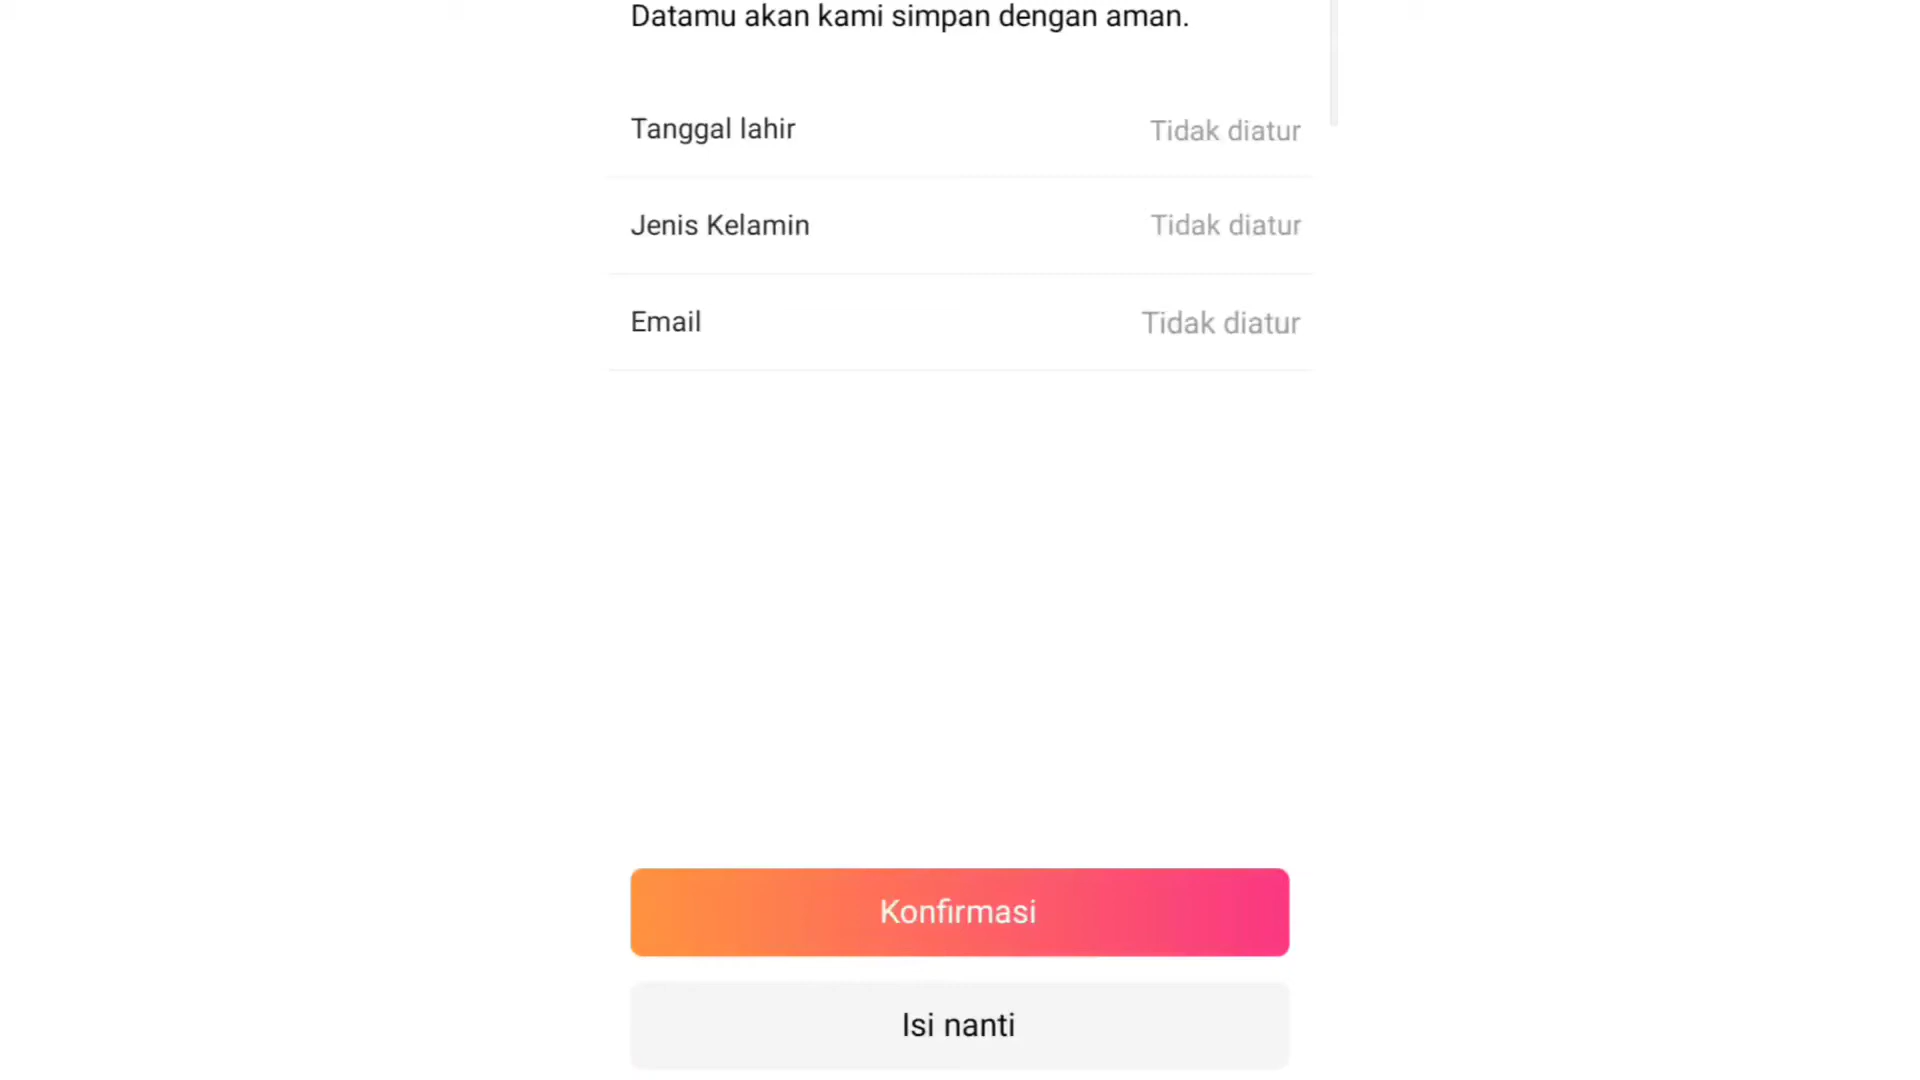 Datamu akan kami simpan dengan aman.
Tanggal lahir Tidak diatur
Jenis Kelamin Tidak diatur
Email Tidak diatur
Konfirmasi
Isi nanti